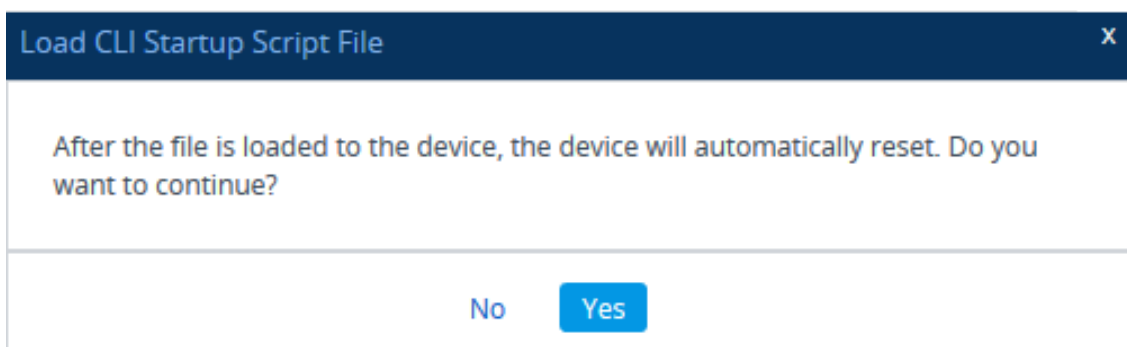 Load CLI Startup Script File
x
After the file is loaded to the device, the device will automatically reset. Do you
want to continue?
No
Yes